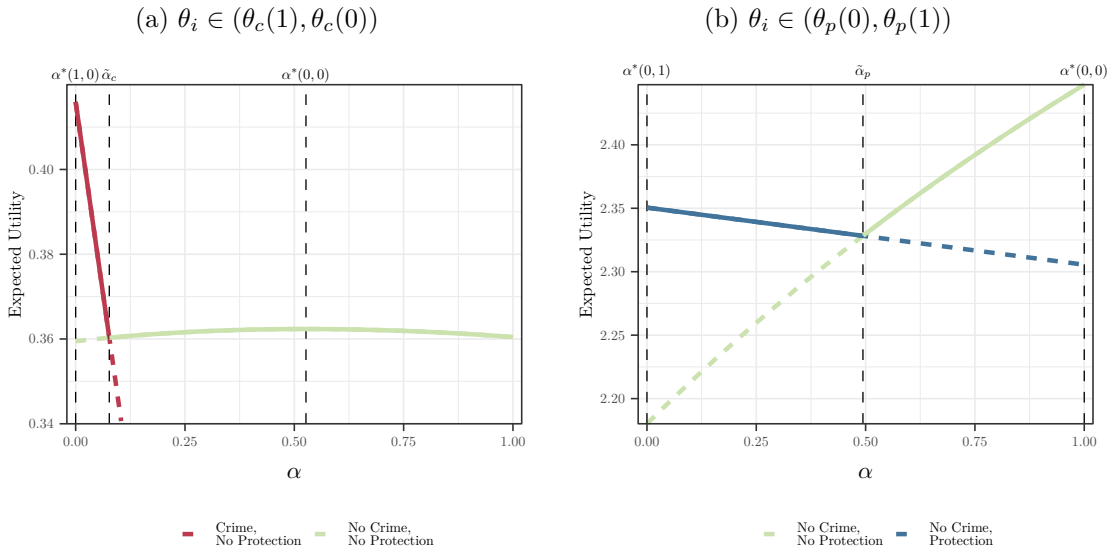 (a) θ_i ∈ (θ_c(1), θ_c(0))
α*(1, 0) α̃_c α*(0, 0)
0.40
0.38
0.36
0.34
Expected Utility
0.00 0.25 0.50 0.75 1.00
α
Crime,
No Protection
No Crime,
No Protection
(b) θ_i ∈ (θ_p(0), θ_p(1))
α*(0, 1) α̃_p α*(0, 0)
2.40
2.35
2.30
2.25
2.20
Expected Utility
0.00 0.25 0.50 0.75 1.00
α
No Crime,
No Protection
No Crime,
Protection